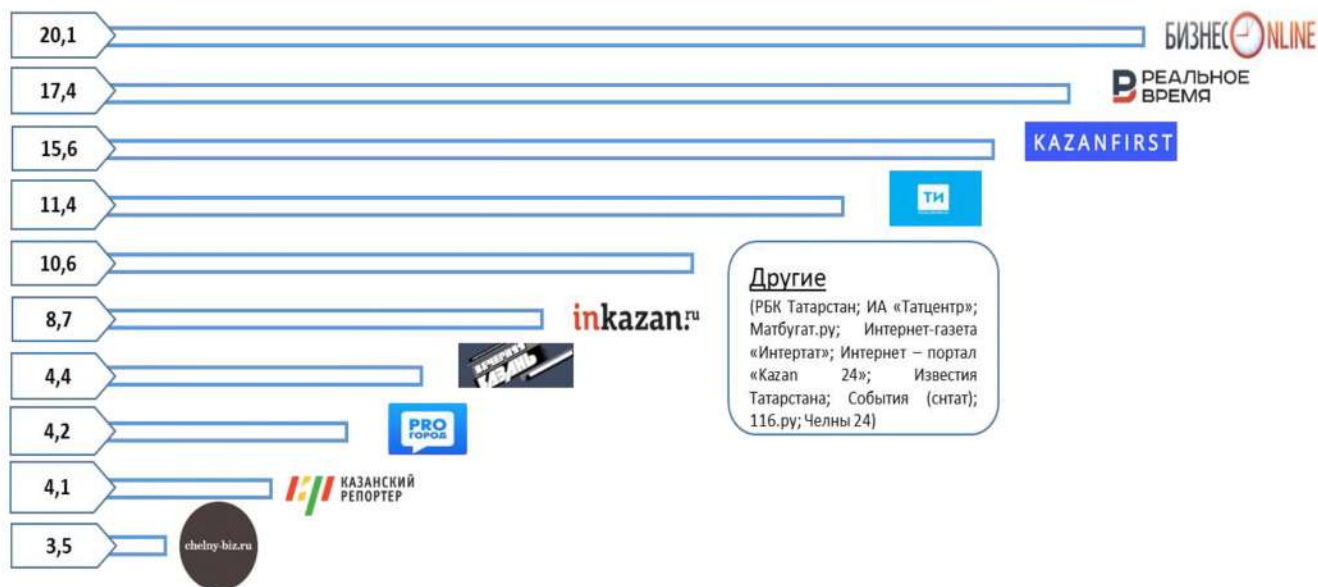 20,1
БИЗНЕС ONLINE
17,4
РЕАЛЬНОЕ
ВРЕМЯ
15,6
KAZANFIRST
11,4
ТИ
10,6
Другие
(РБК Татарстан; ИА «Татцентр»;
Матбугат.ру; Интернет-газета
«Интертат»; Интернет – портал
«Kazan 24»; Известия
Татарстана; События (снтат);
116.ру; Челны 24)
8,7
inkazan.ru
4,4
ВЕЧЕРНЯЯ
КАЗАНЬ
4,2
PRO
ГОРОД
4,1
КАЗАНСКИЙ
РЕПОРТЕР
3,5
chelny-biz.ru